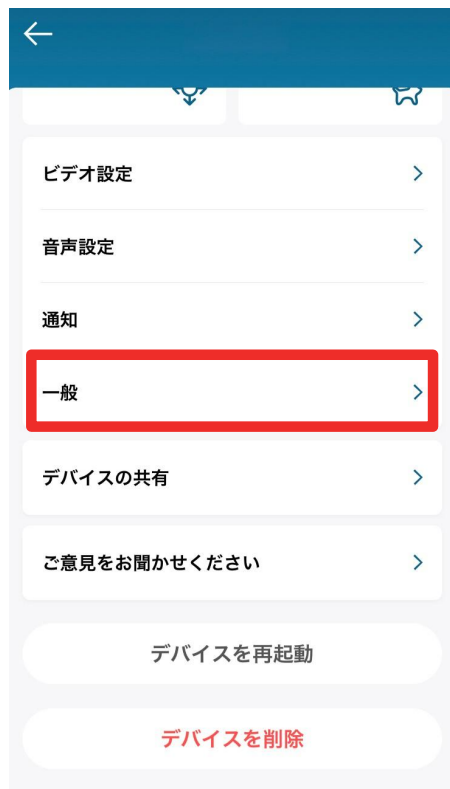 ビデオ設定
音声設定
通知
一般
デバイスの共有
ご意見をお聞かせください
デバイスを再起動
デバイスを削除